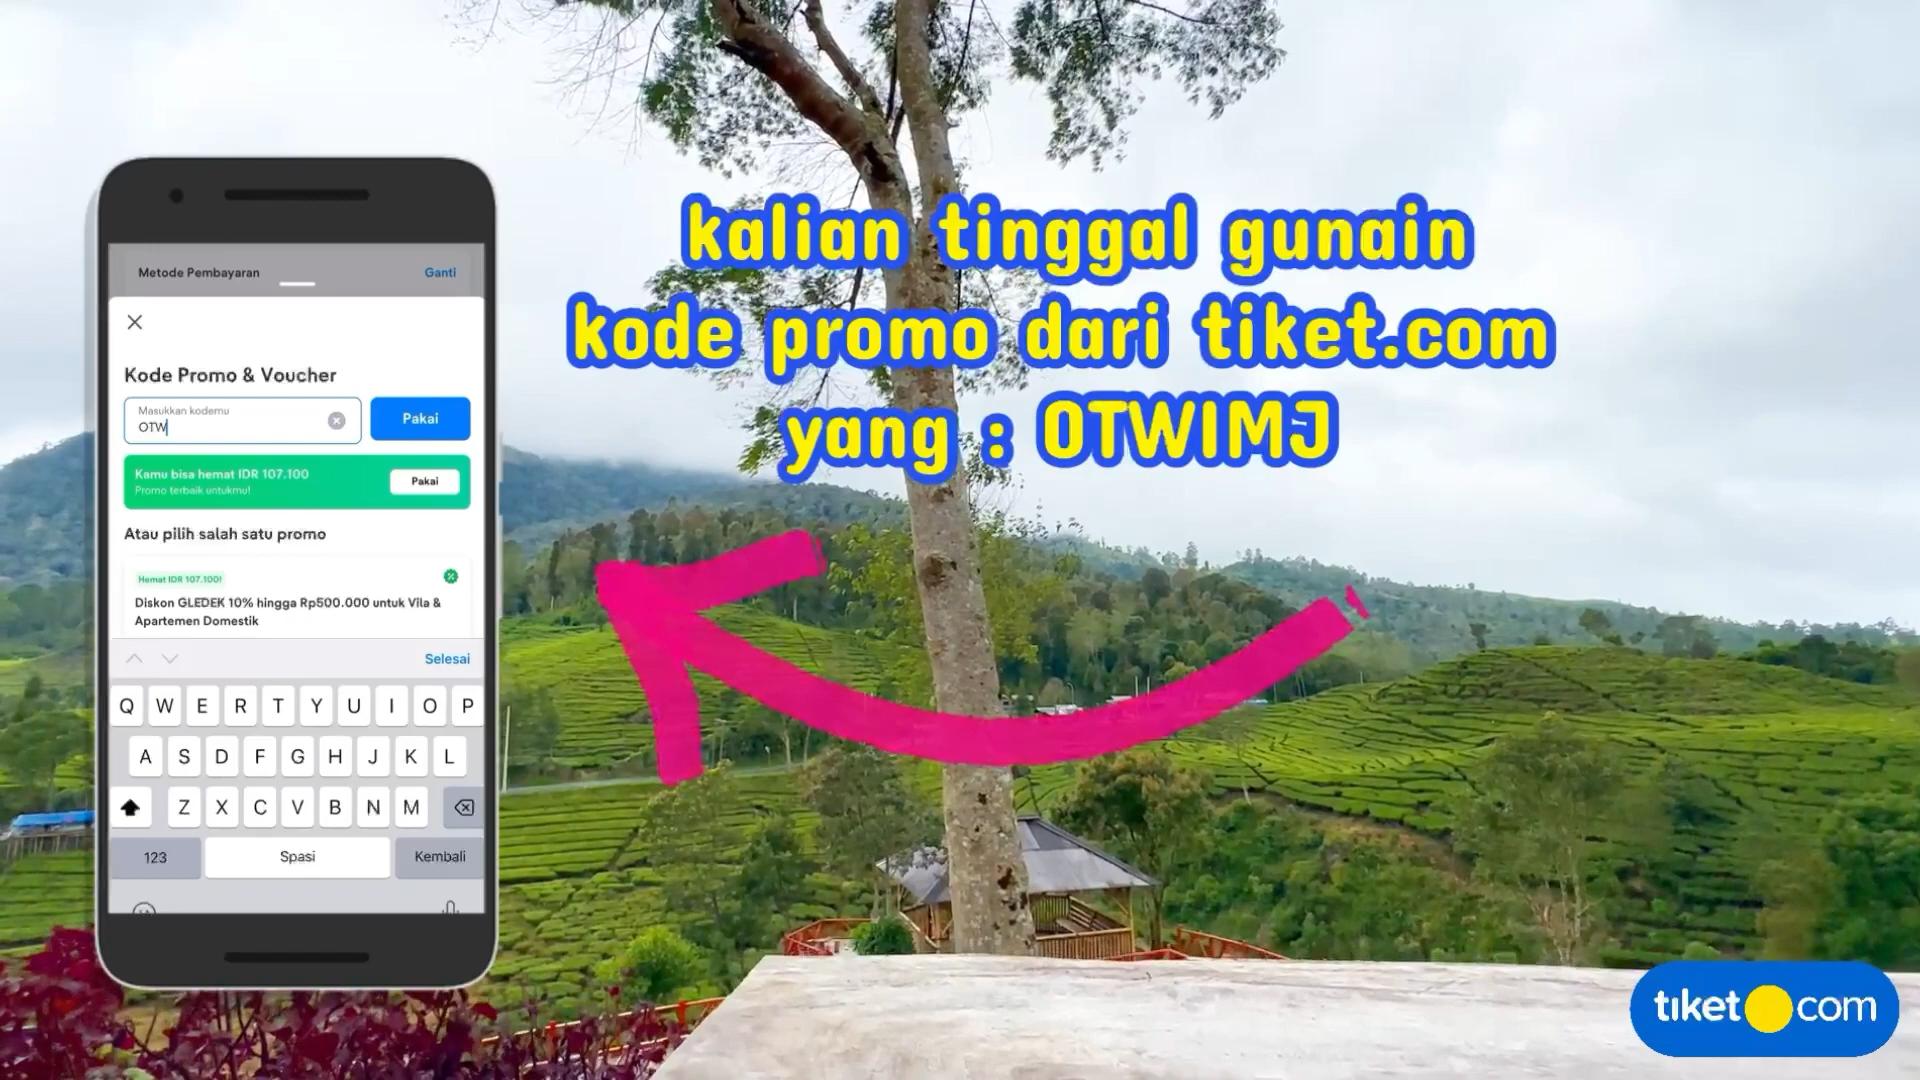 kalian tinggal gunain
kode promo dari tiket.com
yang : OTWIMJ
Metode Pembayaran
Ganti
Kode Promo & Voucher
Masukkan kodemu
OTW
Pakai
Kamu bisa hemat IDR 107.100
Promo terbaik untukmu!
Pakai
Atau pilih salah satu promo
Hemat IDR 107.100!
Diskon GLEDEK 10% hingga Rp500.000 untuk Vila &
Apartemen Domestik
Selesai
Q W E R T Y U I O P
A S D F G H J K L
Z X C V B N M
123
Spasi
Kembali
tiket.com